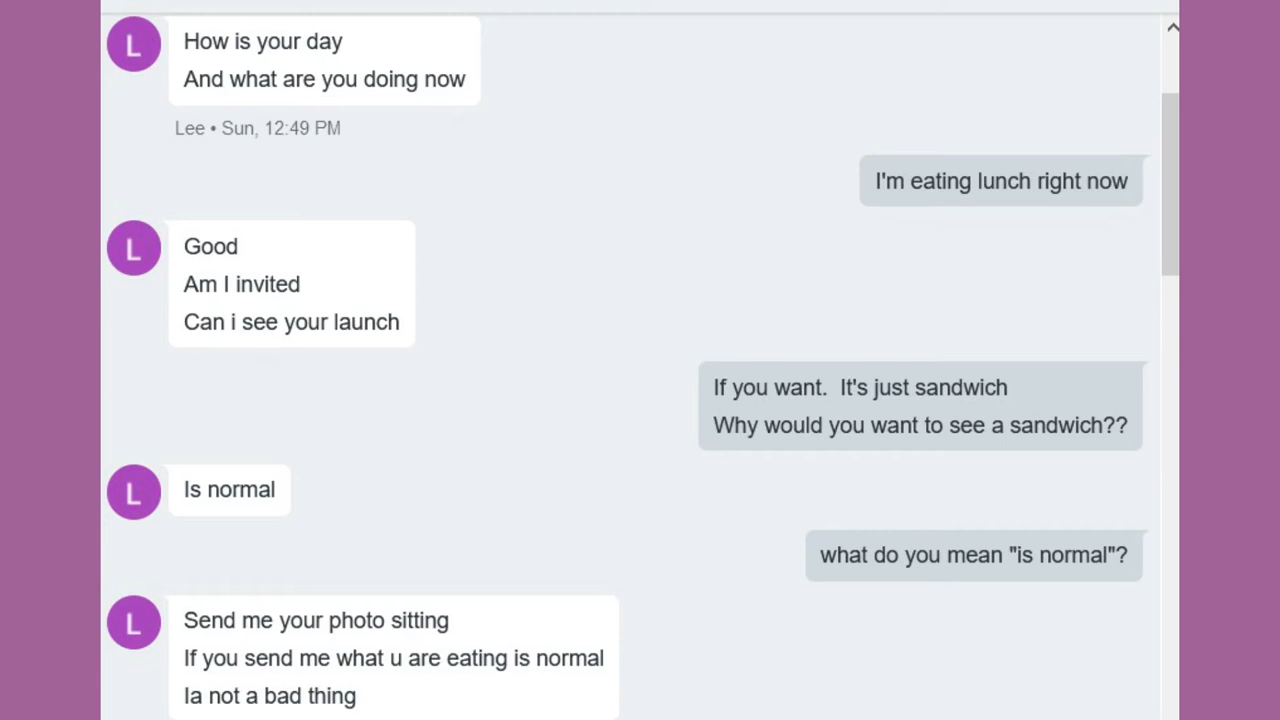 L
How is your day
And what are you doing now
Lee • Sun, 12:49 PM
I'm eating lunch right now
L
Good
Am I invited
Can i see your launch
If you want.  It's just sandwich
Why would you want to see a sandwich??
L
Is normal
what do you mean "is normal"?
L
Send me your photo sitting
If you send me what u are eating is normal
Ia not a bad thing